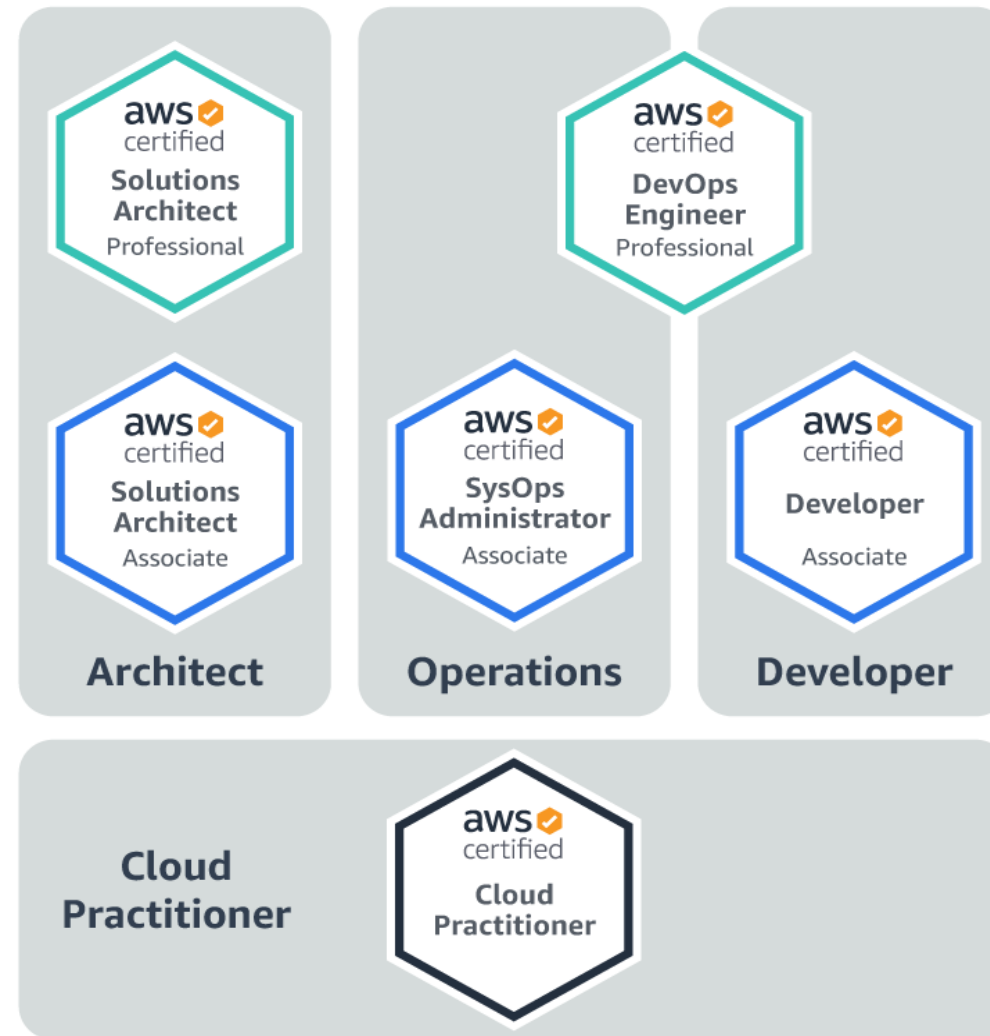 aws
certified
Solutions
Architect
Professional
aws
certified
DevOps
Engineer
Professional
aws
certified
Solutions
Architect
Associate
aws
certified
SysOps
Administrator
Associate
aws
certified
Developer
Associate
Architect
Operations
Developer
Cloud
Practitioner
aws
certified
Cloud
Practitioner